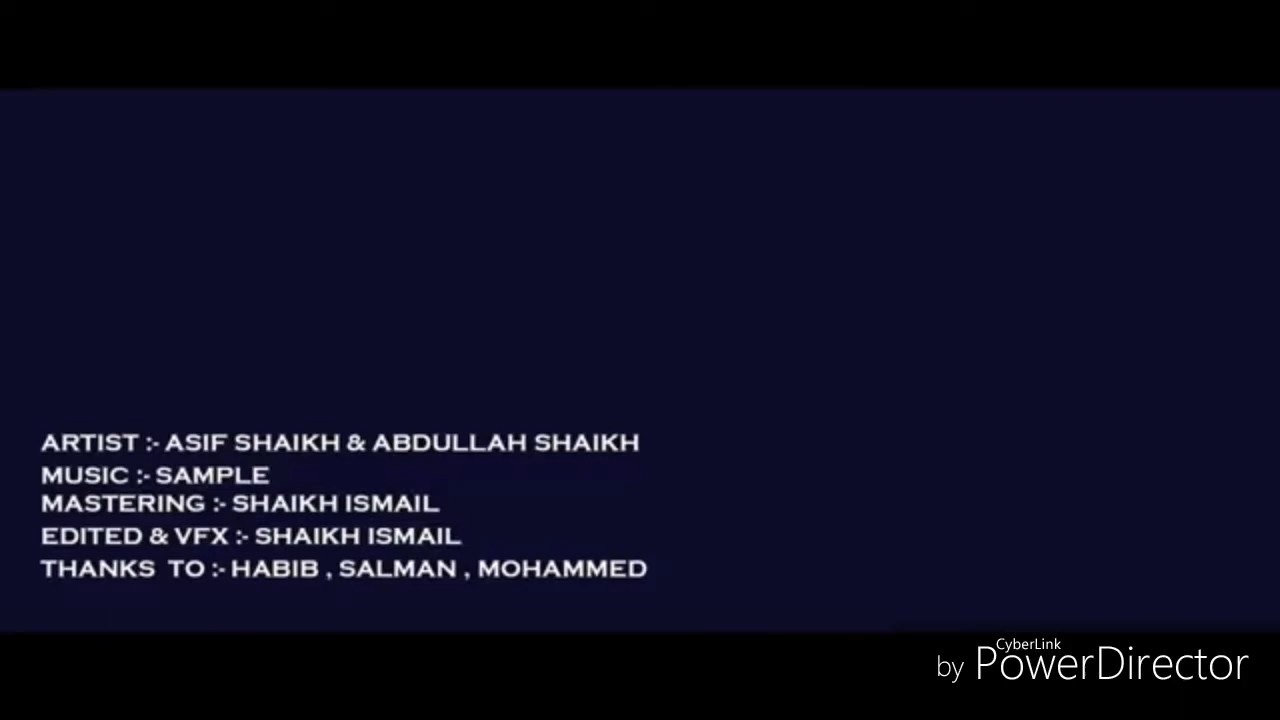 ARTIST :- ASIF SHAIKH & ABDULLAH SHAIKH
MUSIC :- SAMPLE
MASTERING :- SHAIKH ISMAIL
EDITED & VFX :- SHAIKH ISMAIL
THANKS TO :- HABIB , SALMAN , MOHAMMED
CyberLink
by PowerDirector